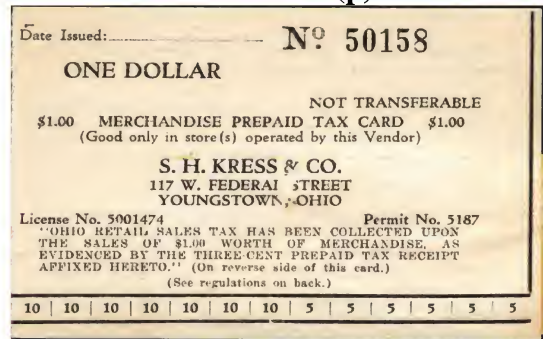 (p)
Date Issued: Nº 50158
ONE DOLLAR
NOT TRANSFERABLE
$1.00 MERCHANDISE PREPAID TAX CARD $1.00
(Good only in store(s) operated by this Vendor)
S. H. KRESS & CO.
117 W. FEDERAL STREET
YOUNGSTOWN, OHIO
License No. 5001474 Permit No. 5187
"OHIO RETAIL SALES TAX HAS BEEN COLLECTED UPON
THE SALES OF $1.00 WORTH OF MERCHANDISE, AS
EVIDENCED BY THE THREE-CENT PREPAID TAX RECEIPT
AFFIXED HERETO." (On reverse side of this card.)
(See regulations on back.)
10 | 10 | 10 | 10 | 10 | 10 | 10 | 5 | 5 | 5 | 5 | 5 | 5